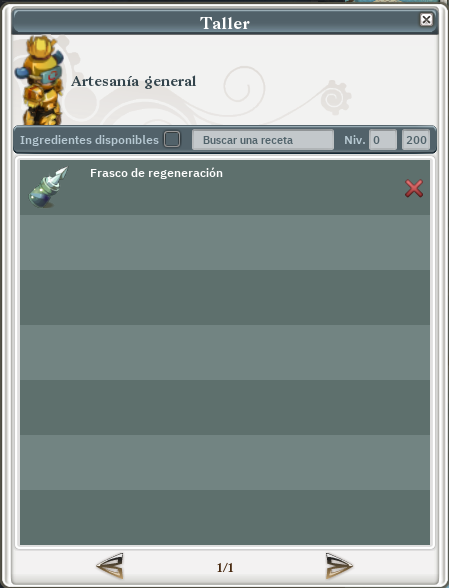 Taller
Artesanía general
Ingredientes disponibles Buscar una receta Niv. 0 200
Frasco de regeneración
1/1